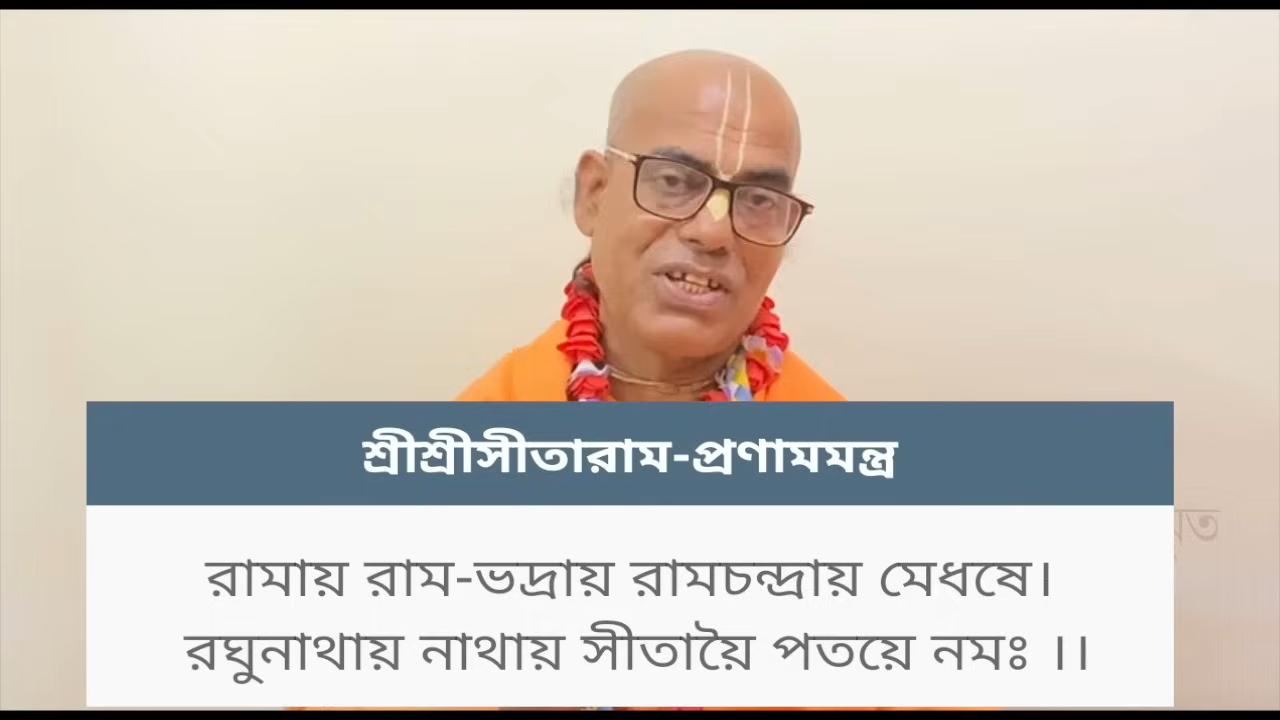 শ্রীশ্রীসীতারাম-প্রণামমন্ত্র
রামায় রাম-ভদ্রায় রামচন্দ্রায় মেধষে।
রঘুনাথায় নাথায় সীতায়ৈ পতয়ে নমঃ ।।